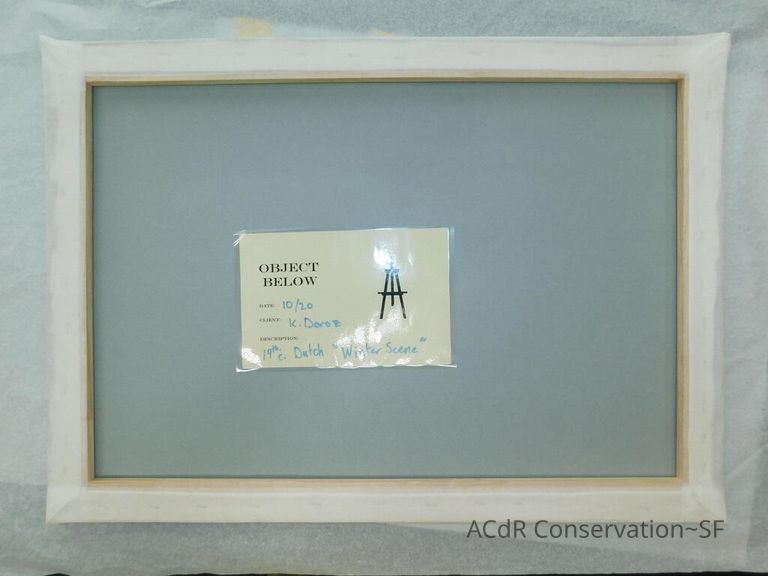 OBJECT
BELOW
DATE: 10/20
CLIENT: K. Doroz
DESCRIPTION:
19th c. Dutch "Winter Scene"
ACdR Conservation~SF